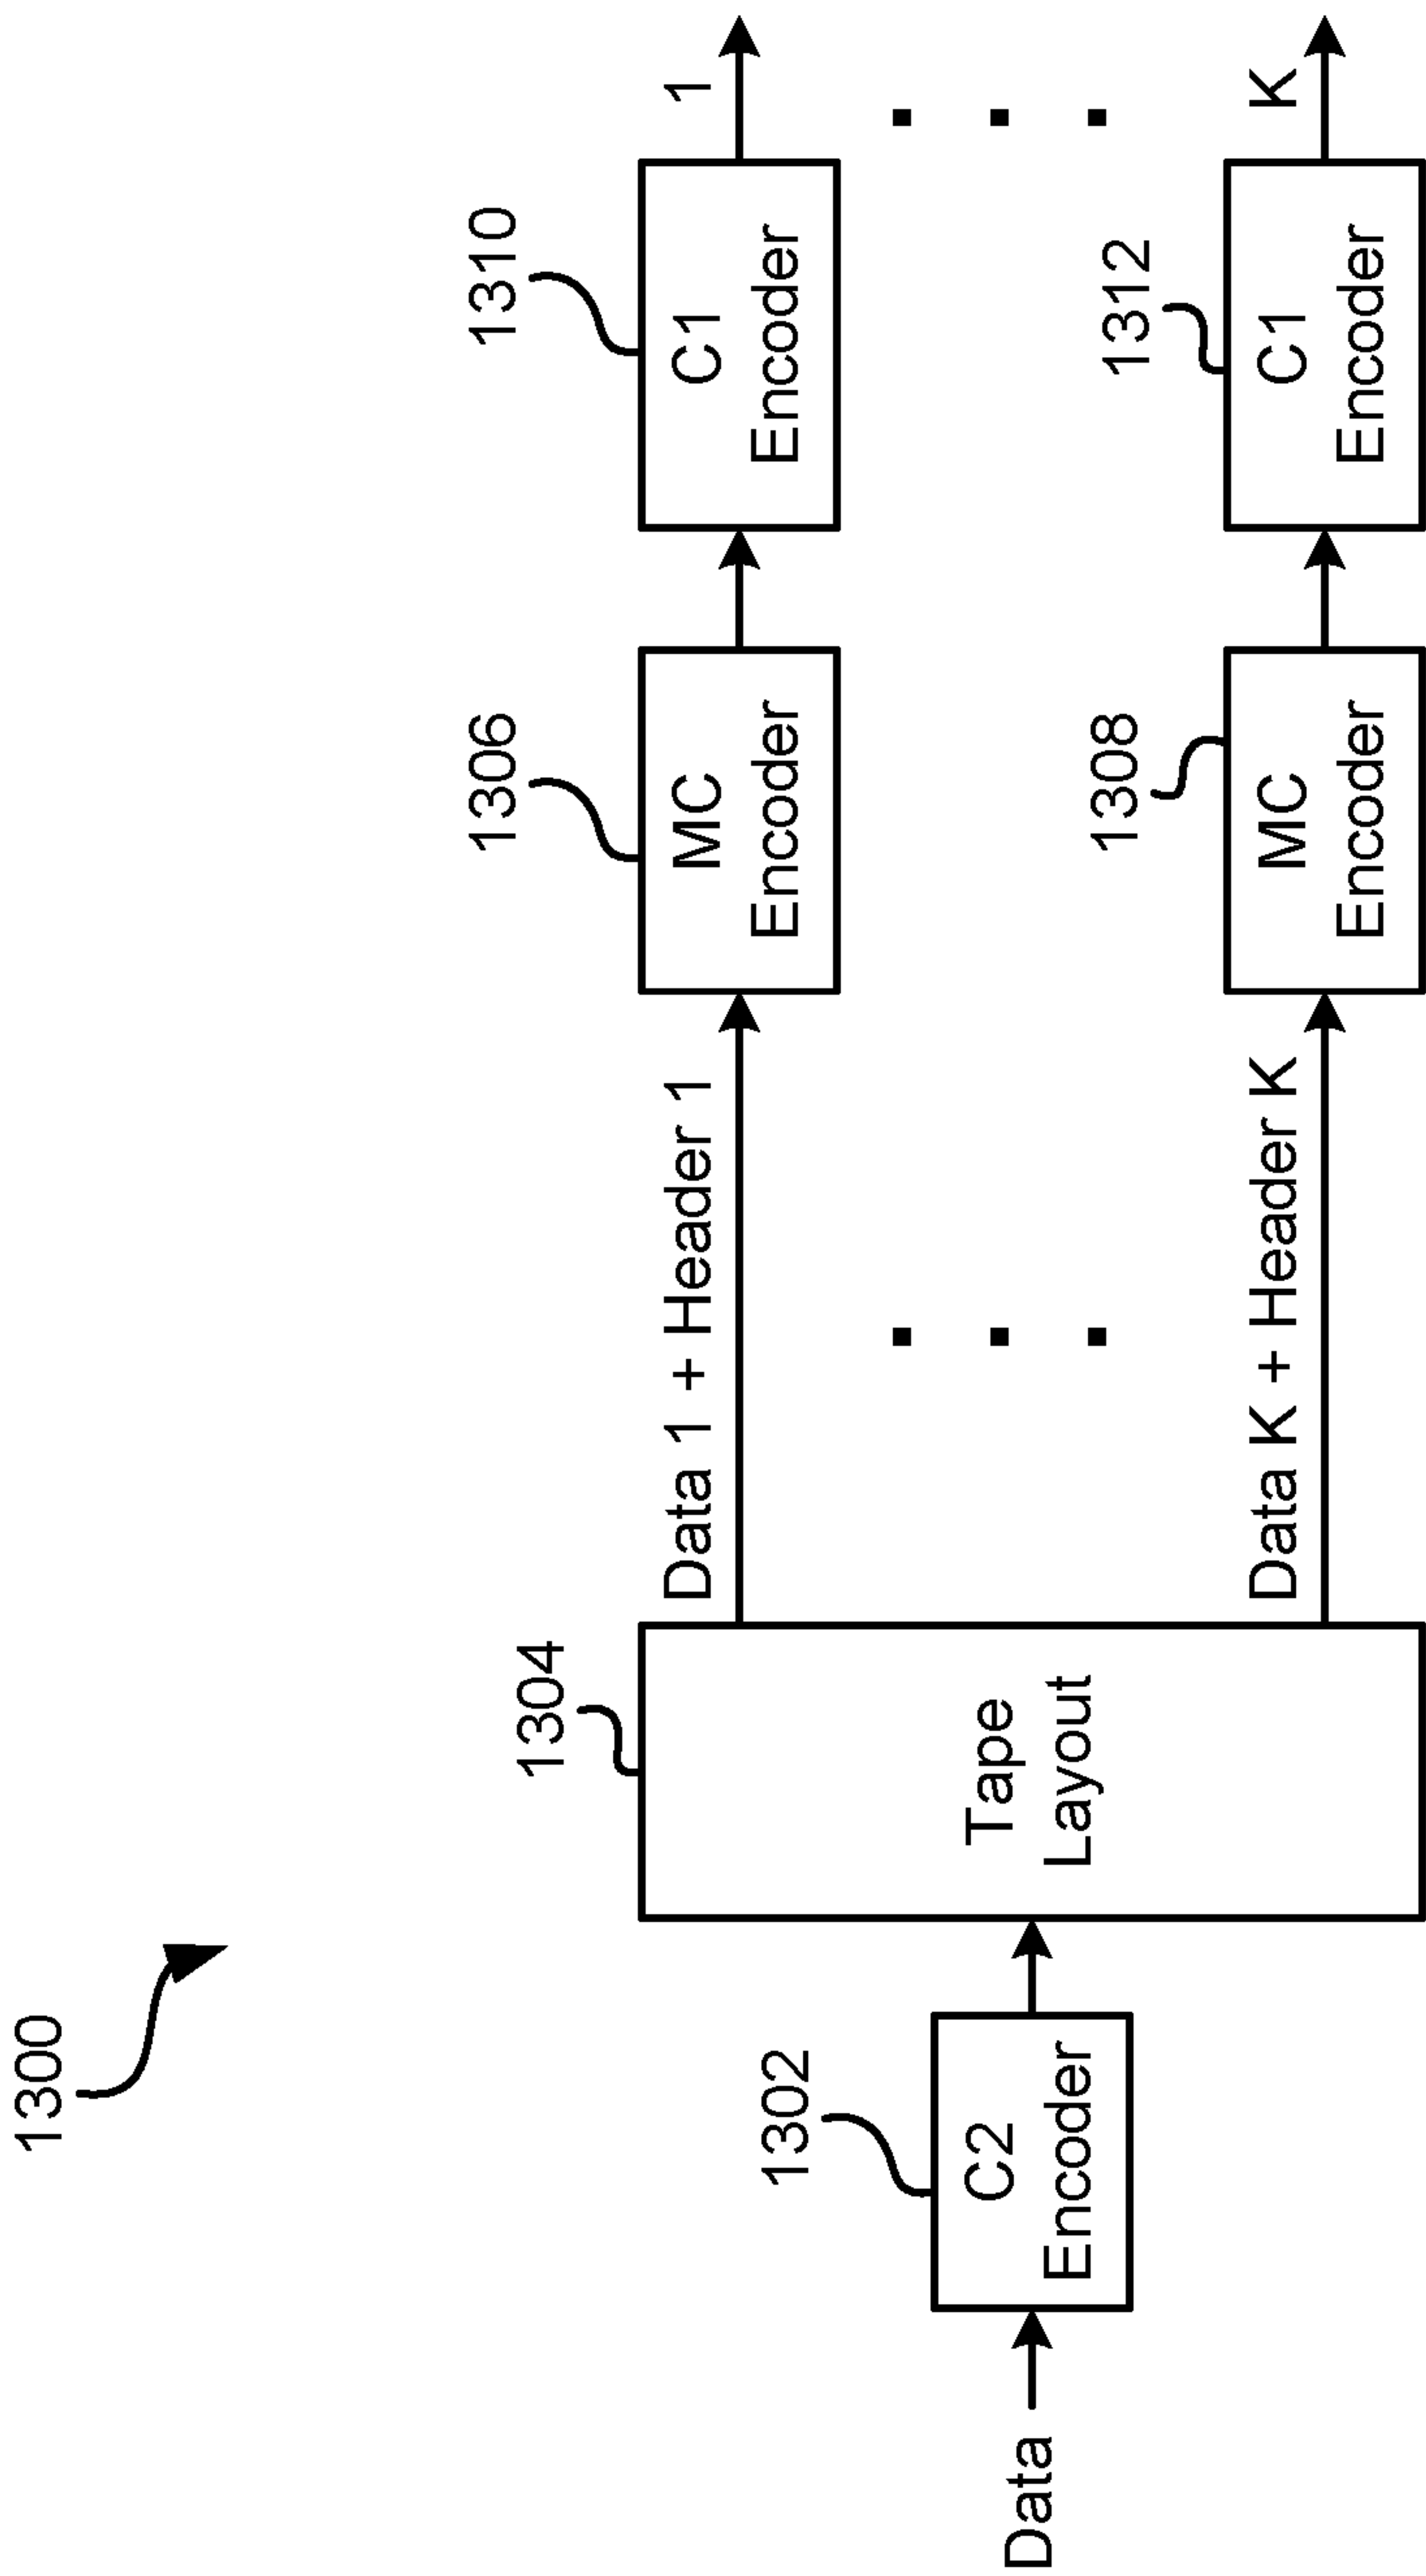 1300
Data
1302
C2
Encoder
1304
Tape
Layout
Data 1 + Header 1
1306
MC
Encoder
1310
C1
Encoder
1
Data K + Header K
1308
MC
Encoder
1312
C1
Encoder
K